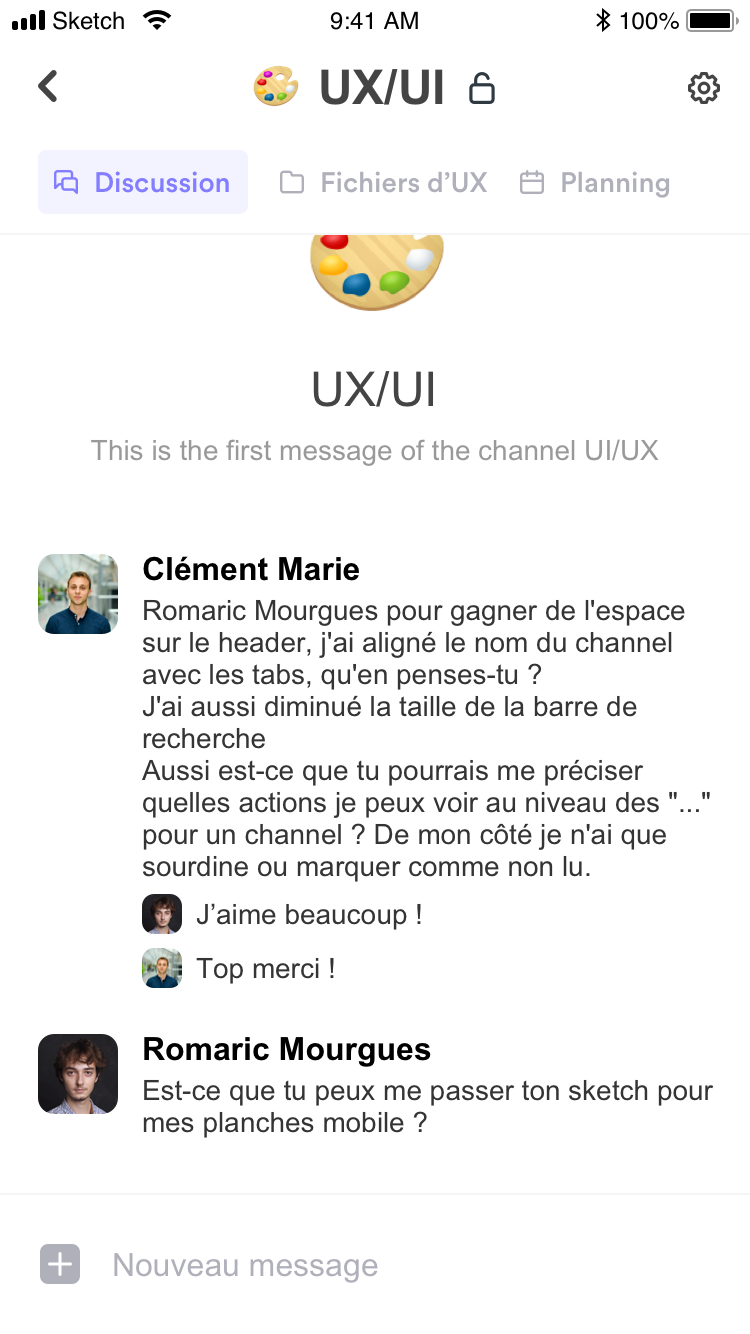 Sketch 9:41 AM 100%
UX/UI
Discussion Fichiers d’UX Planning
UX/UI
This is the first message of the channel UI/UX
Clément Marie
Romaric Mourgues pour gagner de l'espace
sur le header, j'ai aligné le nom du channel
avec les tabs, qu'en penses-tu ?
J'ai aussi diminué la taille de la barre de
recherche
Aussi est-ce que tu pourrais me préciser
quelles actions je peux voir au niveau des "..."
pour un channel ? De mon côté je n'ai que
sourdine ou marquer comme non lu.
J’aime beaucoup !
Top merci !
Romaric Mourgues
Est-ce que tu peux me passer ton sketch pour
mes planches mobile ?
Nouveau message